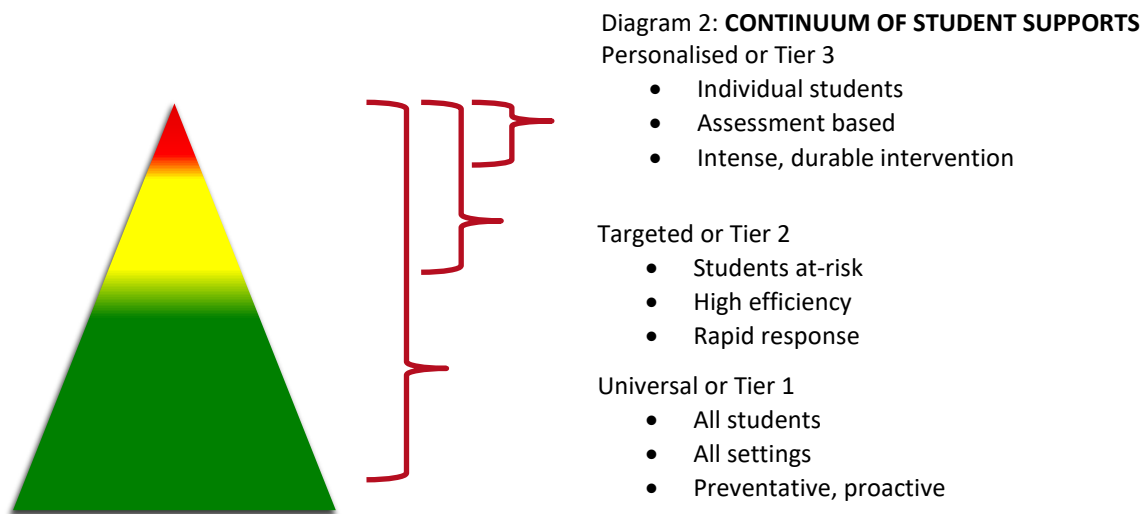 Diagram 2: CONTINUUM OF STUDENT SUPPORTS
Personalised or Tier 3
• Individual students
• Assessment based
• Intense, durable intervention
Targeted or Tier 2
• Students at-risk
• High efficiency
• Rapid response
Universal or Tier 1
• All students
• All settings
• Preventative, proactive